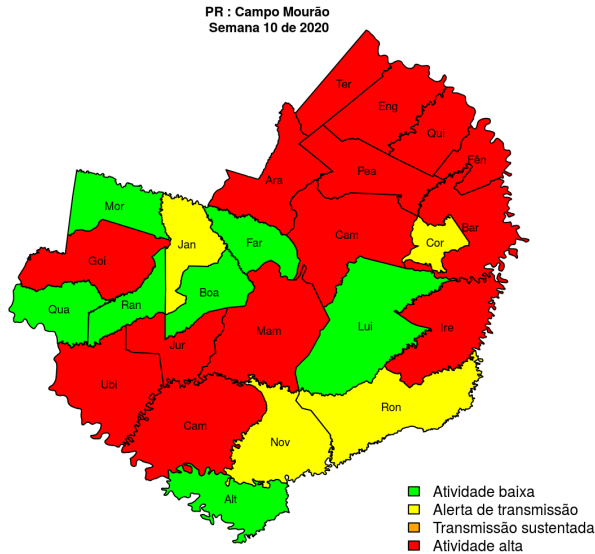 PR : Campo Mourão
Semana 10 de 2020
Ter
Eng
Qui
Fên
Pea
Ara
Mor
Bar
Cam
Jan
Far
Cor
Goi
Boa
Ran
Qua
Lui
Ire
Mam
Jur
Ubi
Ron
Cam
Nov
Alt
Atividade baixa
Alerta de transmissão
Transmissão sustentada
Atividade alta